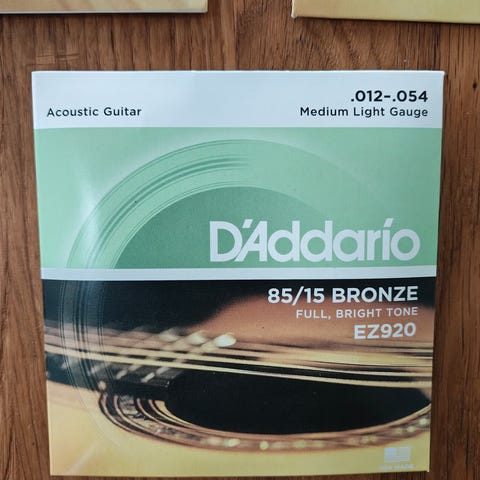 .012-.054
Acoustic Guitar
Medium Light Gauge
D'Addario
85/15 BRONZE
FULL, BRIGHT TONE
EZ920